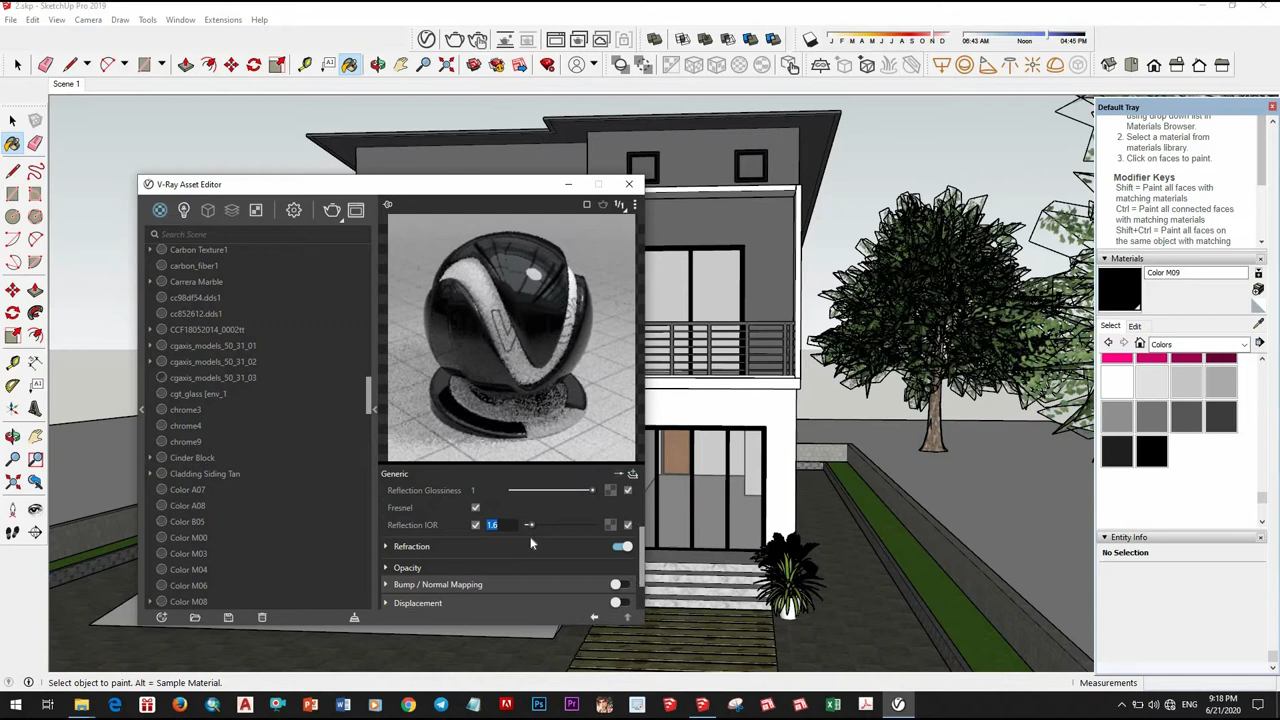 2.skp - SketchUp Pro 2019
File Edit View Camera Draw Tools Window Extensions Help
J F M A M J J A S O N D
06:43 AM Noon 04:45 PM
Scene 1
Default Tray
using drop down list in
Materials Browser.
2. Select a material from
materials library.
3. Click on faces to paint.
Modifier Keys
Shift = Paint all faces with
matching materials
Ctrl = Paint all connected faces
with matching materials
Shift+Ctrl = Paint all faces on
the same object with matching
Materials
Color M09
Select Edit
Colors
Entity Info
No Selection
V-Ray Asset Editor
Search Scene
Carbon Texture1
carbon_fiber1
Carrera Marble
cc98df54.dds1
cc852612.dds1
CCF18052014_0002tt
cgaxis_models_50_31_01
cgaxis_models_50_31_02
cgaxis_models_50_31_03
cgt_glass [env_1
chrome3
chrome4
chrome9
Cinder Block
Cladding Siding Tan
Color A07
Color A08
Color B05
Color M00
Color M03
Color M04
Color M06
Color M08
1/1
Generic
Reflection Glossiness 1
Fresnel
Reflection IOR 1.6
Refraction
Opacity
Bump / Normal Mapping
Displacement
Select object to paint. Alt = Sample Material.
Measurements
ENG
9:18 PM
6/21/2020